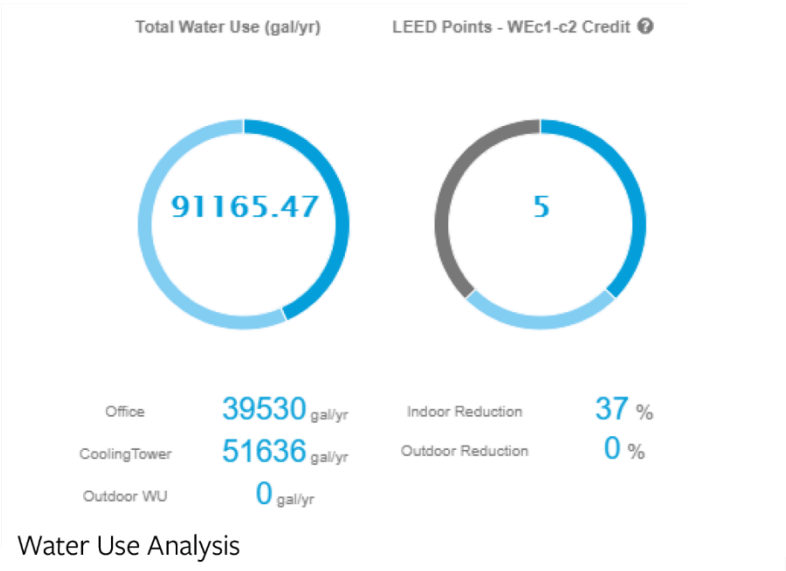 Total Water Use (gal/yr)
LEED Points - WEc1-c2 Credit ?
91165.47
5
Office 39530 gal/yr
CoolingTower 51636 gal/yr
Outdoor WU 0 gal/yr
Indoor Reduction 37 %
Outdoor Reduction 0 %
Water Use Analysis